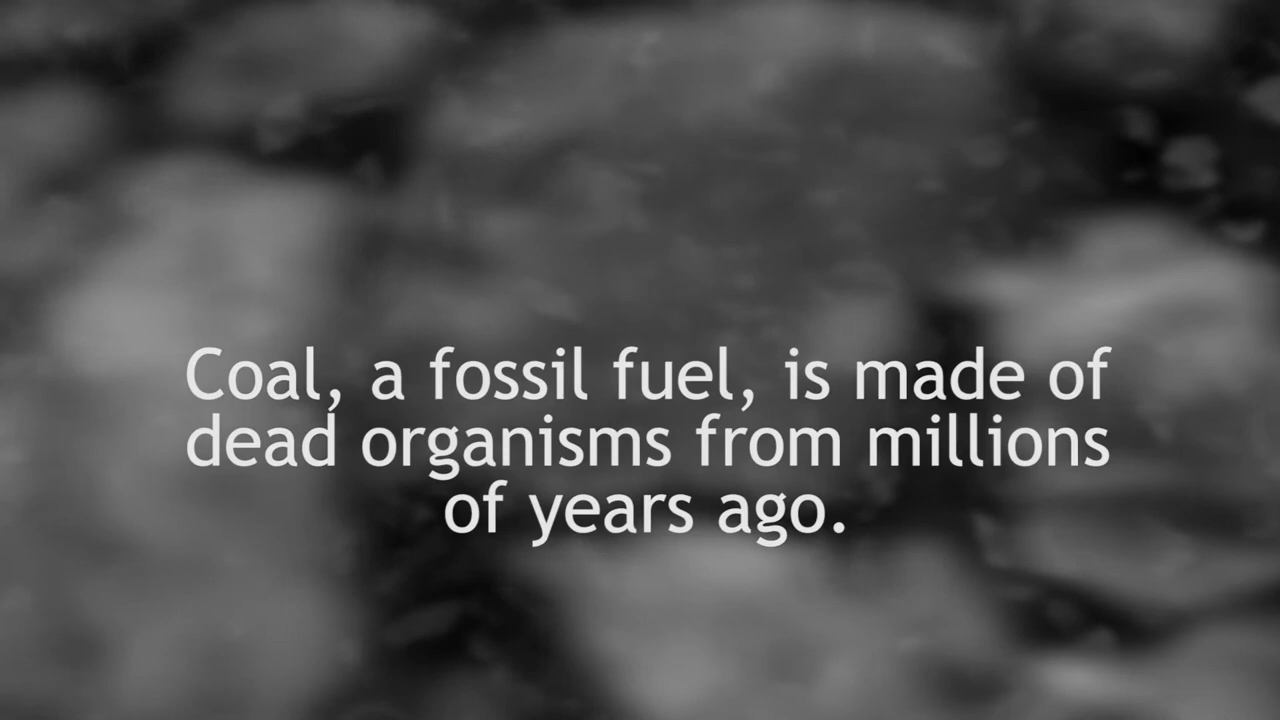 Coal, a fossil fuel, is made of
dead organisms from millions
of years ago.